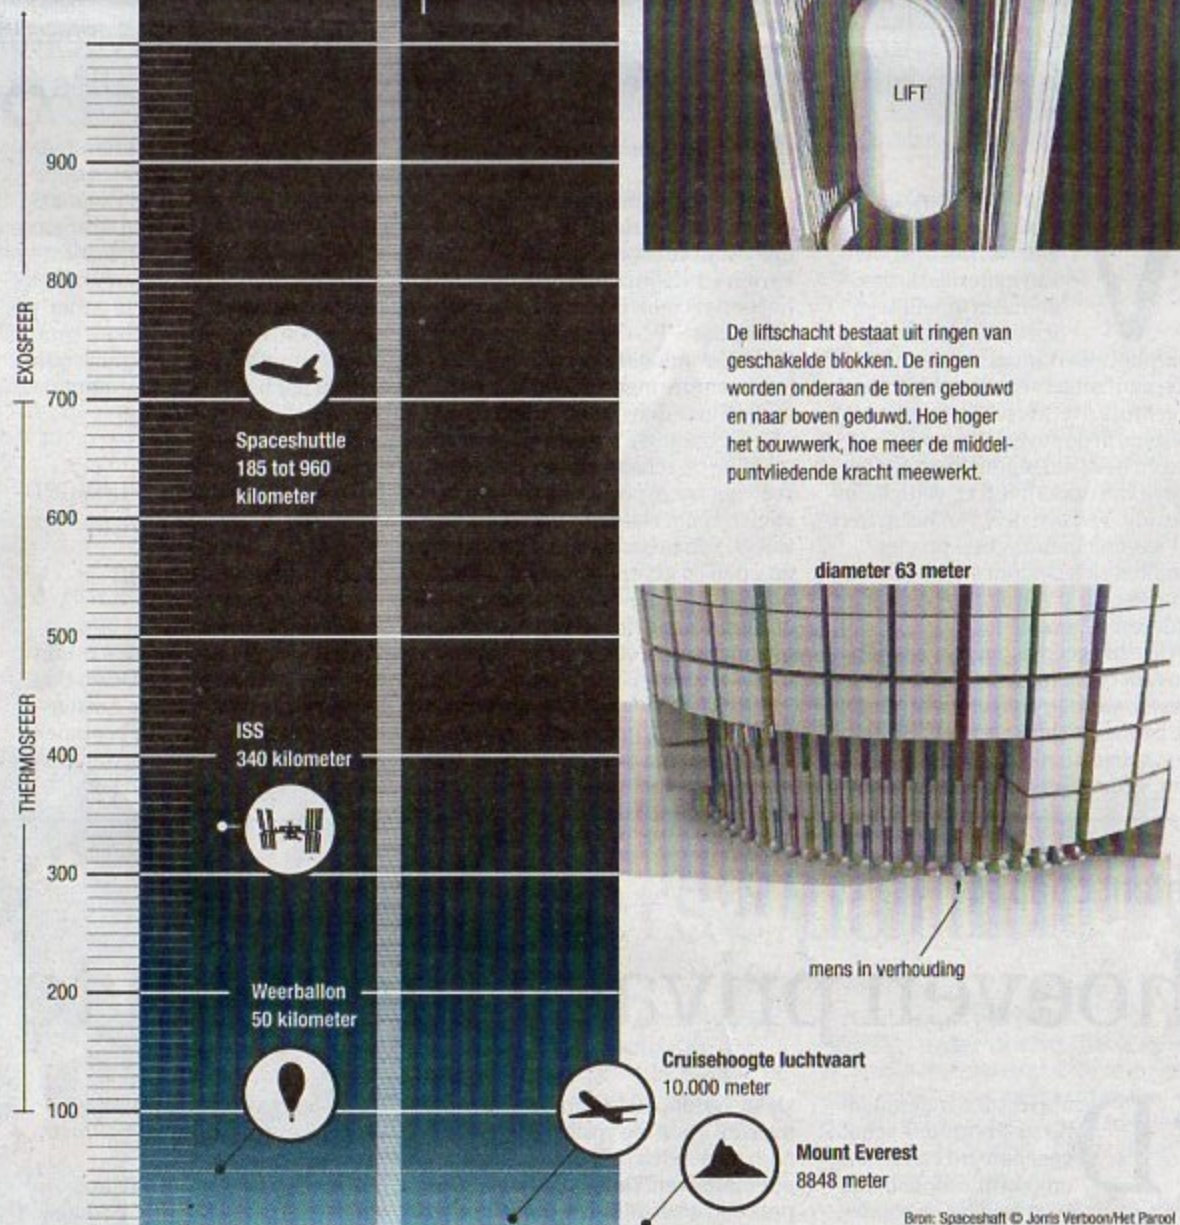 LIFT
900
800
EXOSFEER
700
Spaceshuttle
185 tot 960
kilometer
600
500
THERMOSFEER
ISS
340 kilometer
400
300
200
Weerballon
50 kilometer
100
De liftschacht bestaat uit ringen van
geschakelde blokken. De ringen
worden onderaan de toren gebouwd
en naar boven geduwd. Hoe hoger
het bouwwerk, hoe meer de middel-
puntvliedende kracht meewerkt.
diameter 63 meter
mens in verhouding
Cruisehoogte luchtvaart
10.000 meter
Mount Everest
8848 meter
Bron: Spaceshaft © Jorris Verboon/Het Parool